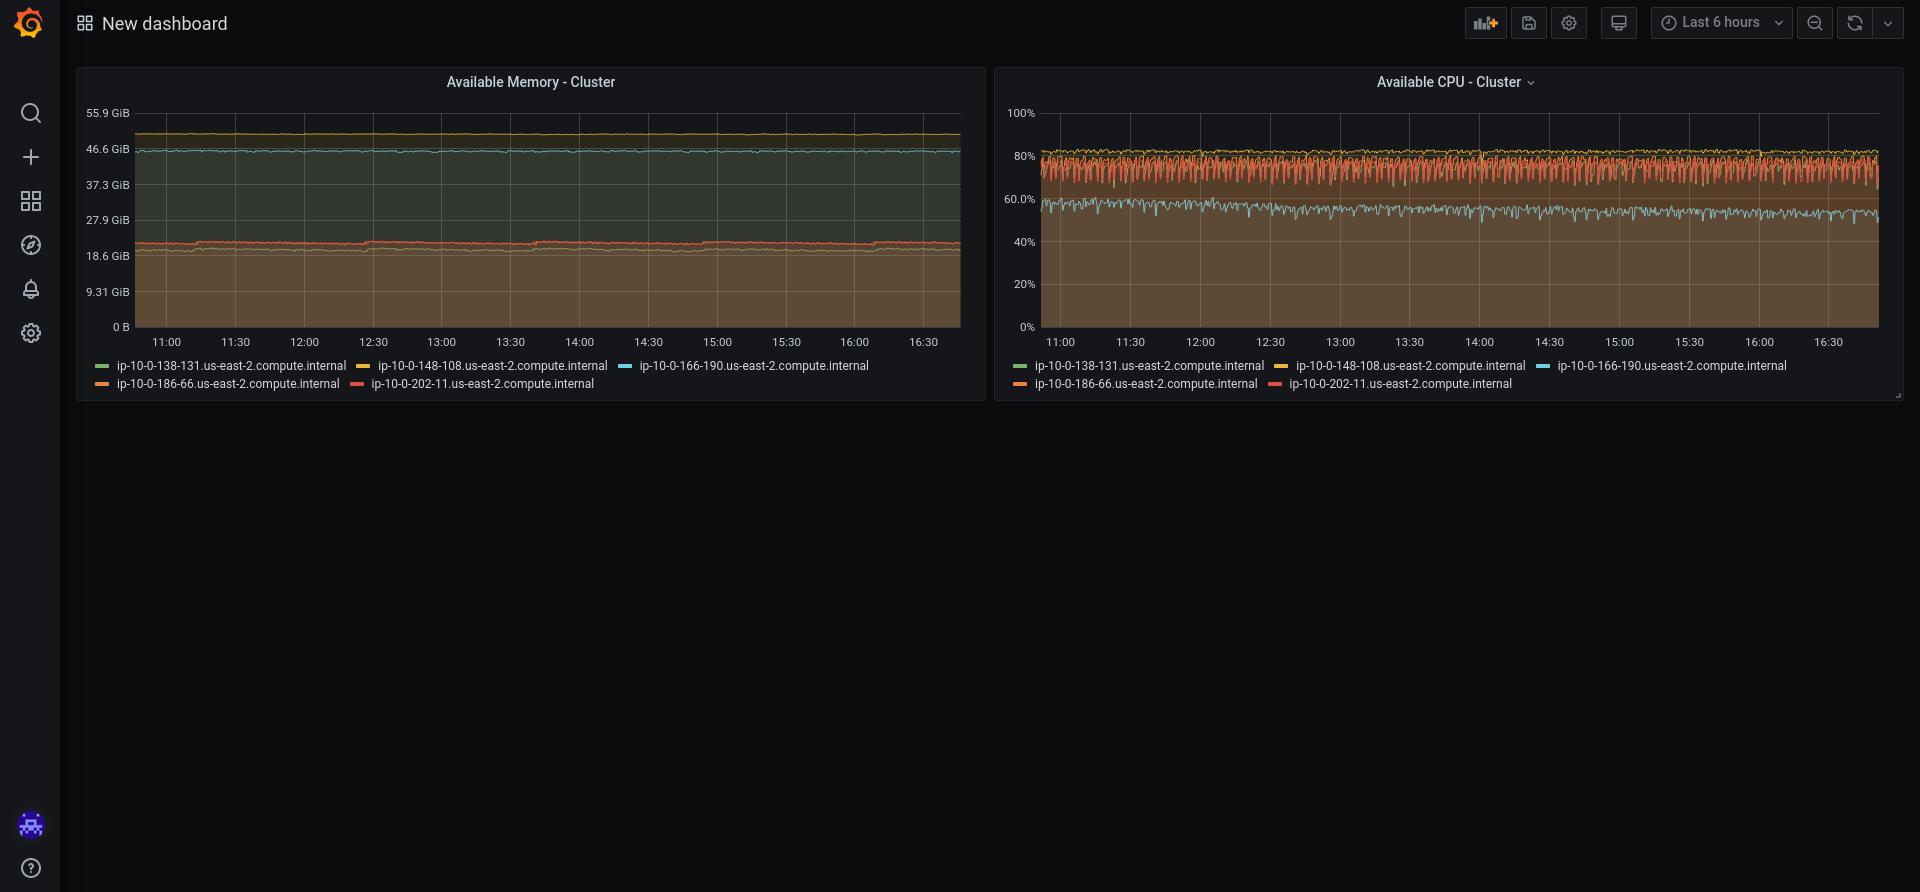 New dashboard
Last 6 hours
Available Memory - Cluster
55.9 GiB
46.6 GiB
37.3 GiB
27.9 GiB
18.6 GiB
9.31 GiB
0 B
11:00 11:30 12:00 12:30 13:00 13:30 14:00 14:30 15:00 15:30 16:00 16:30
ip-10-0-138-131.us-east-2.compute.internal ip-10-0-148-108.us-east-2.compute.internal ip-10-0-166-190.us-east-2.compute.internal
ip-10-0-186-66.us-east-2.compute.internal ip-10-0-202-11.us-east-2.compute.internal
Available CPU - Cluster
100%
80%
60.0%
40%
20%
0%
11:00 11:30 12:00 12:30 13:00 13:30 14:00 14:30 15:00 15:30 16:00 16:30
ip-10-0-138-131.us-east-2.compute.internal ip-10-0-148-108.us-east-2.compute.internal ip-10-0-166-190.us-east-2.compute.internal
ip-10-0-186-66.us-east-2.compute.internal ip-10-0-202-11.us-east-2.compute.internal